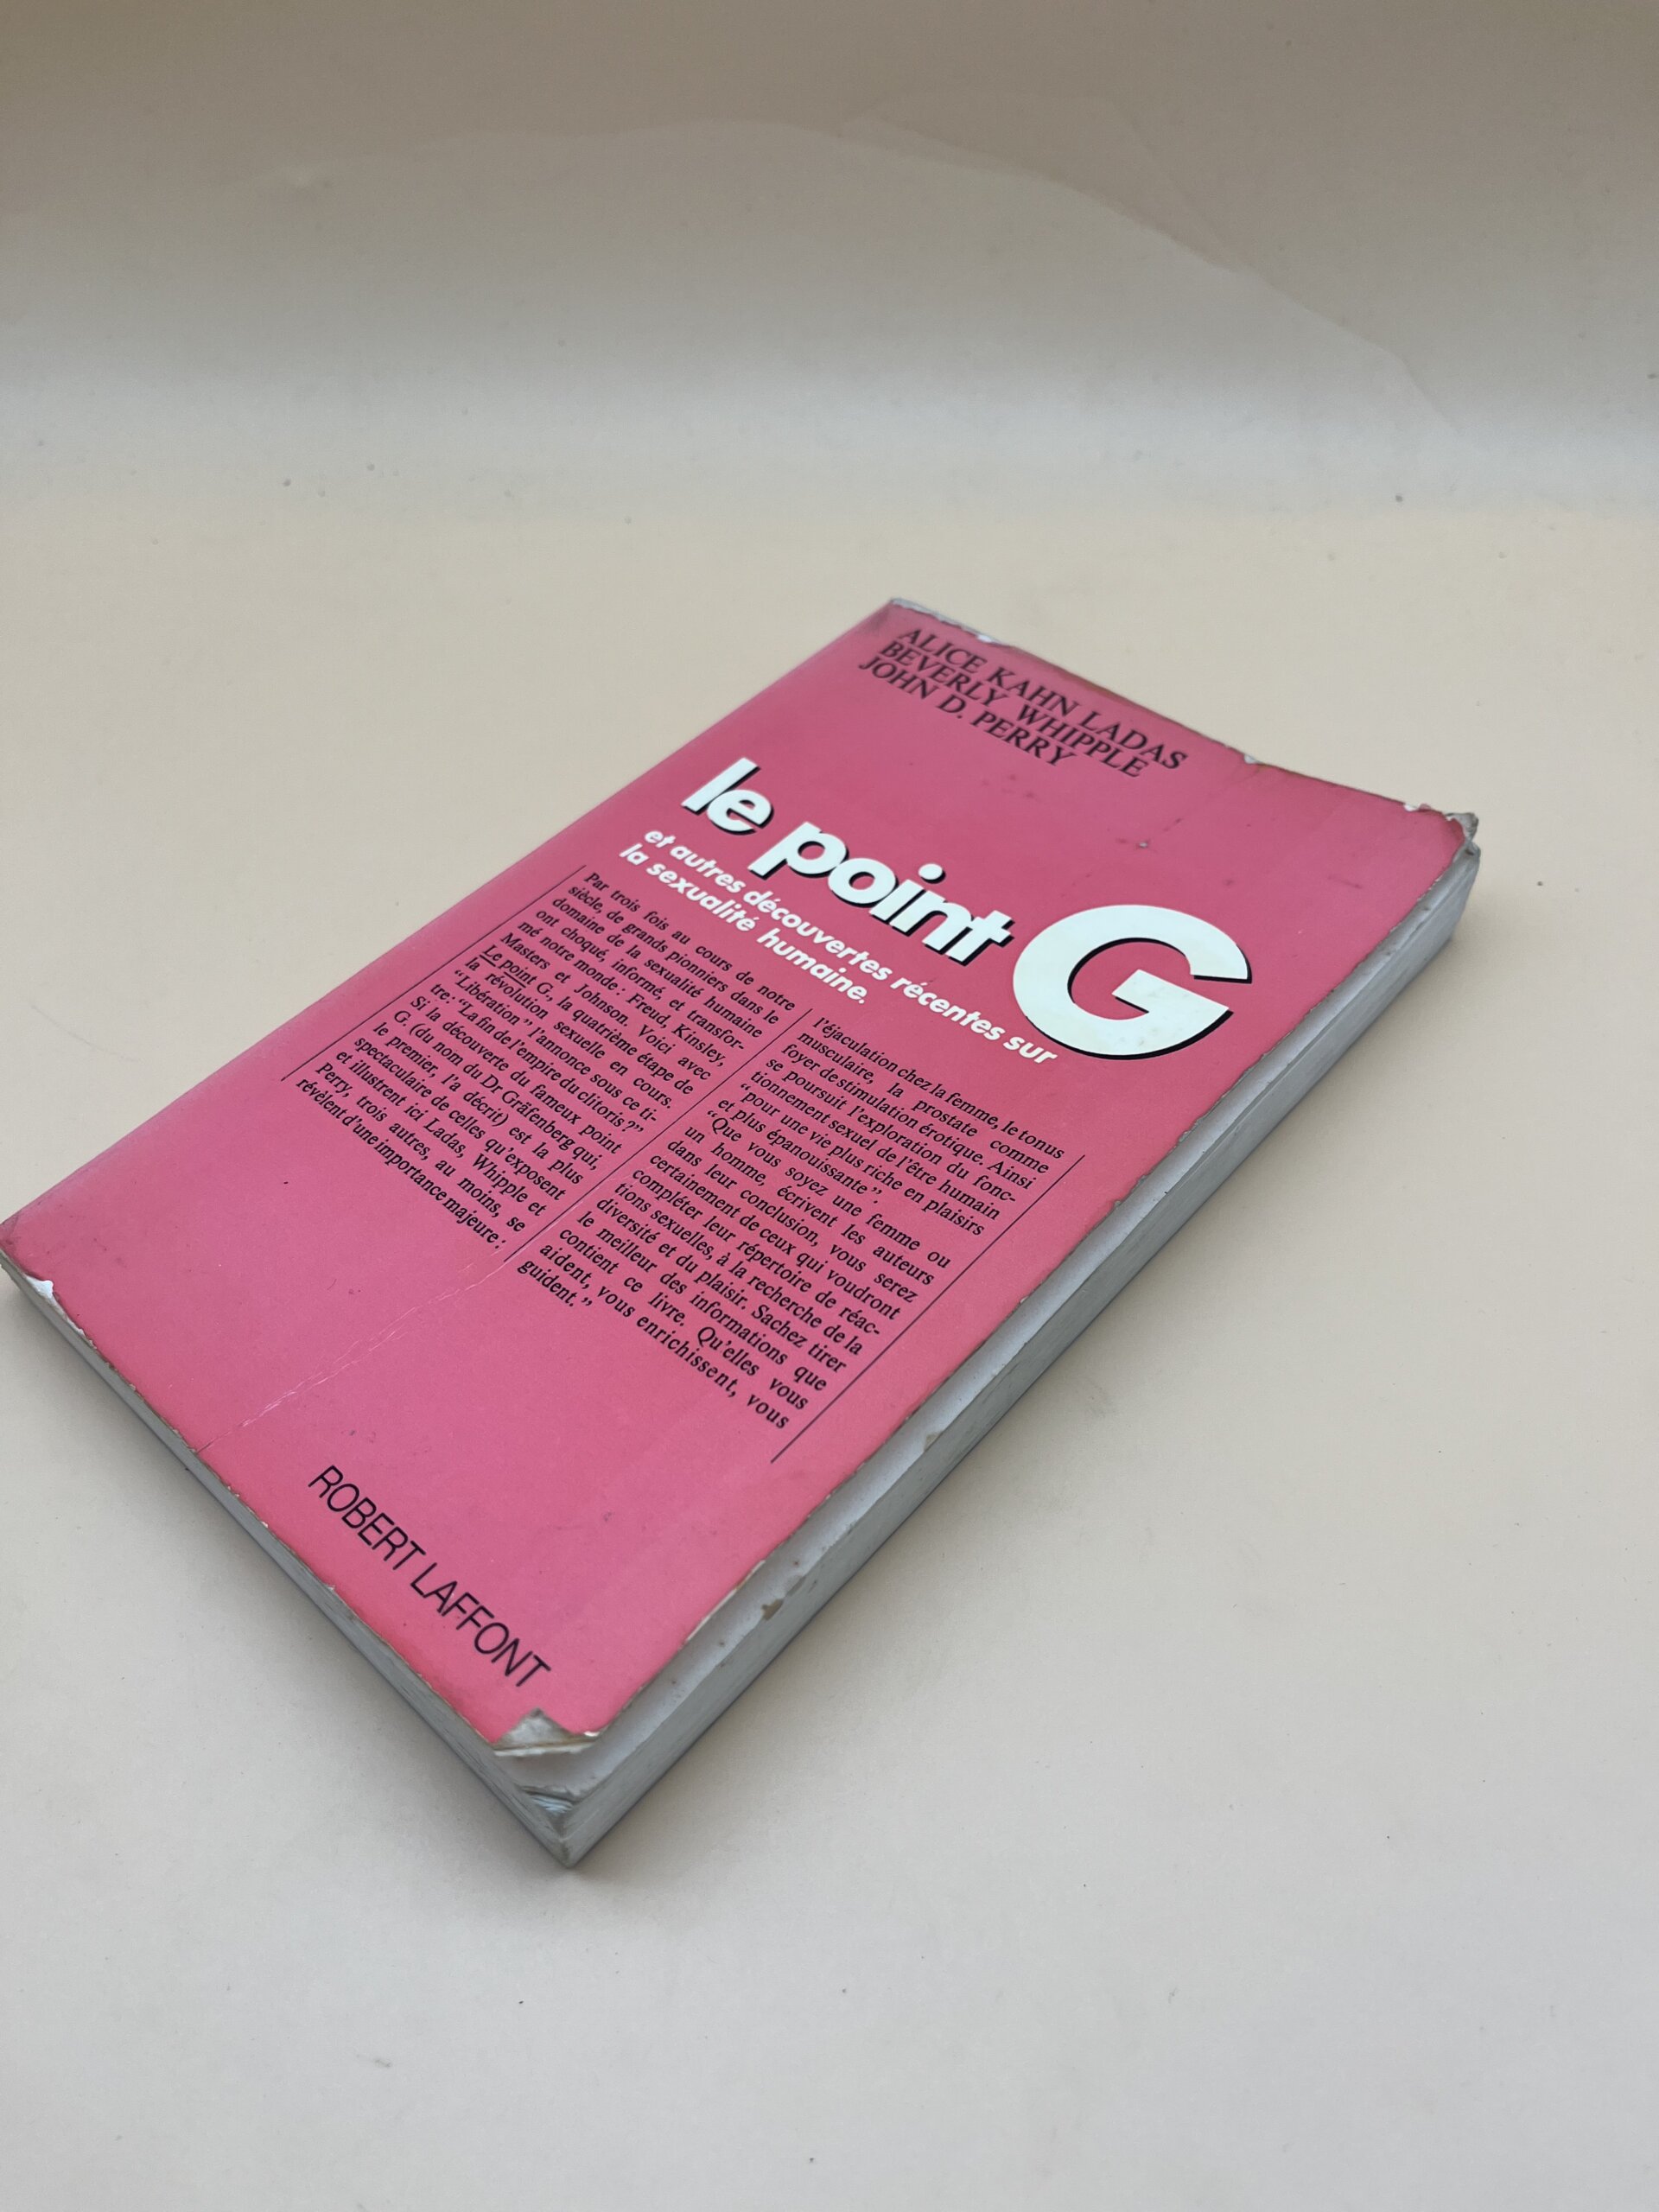 ALICE KAHN LADAS
BEVERLY WHIPPLE
JOHN D. PERRY
le point G
et autres découvertes récentes sur
la sexualité humaine.
Par trois fois au cours de notre
siècle, de grands pionniers dans le
domaine de la sexualité humaine
ont choqué, informé, et transfor-
mé notre monde : Freud, Kinsley,
Masters et Johnson. Voici avec
Le point G., la quatrième étape de
la révolution sexuelle en cours.
“Libération” l'annonce sous ce ti-
tre: “La fin de l'empire du clitoris ?”
Si la découverte du fameux point
G. (du nom du Dr Gräfenberg qui,
le premier, l'a décrit) est la plus
spectaculaire de celles qu'exposent
et illustrent ici Ladas, Whipple et
Perry, trois autres, au moins, se
révèlent d'une importance majeure :
l'éjaculation chez la femme, le tonus
musculaire, la prostate comme
foyer de stimulation érotique. Ainsi
se poursuit l'exploration du fonc-
tionnement sexuel de l'être humain
“pour une vie plus riche en plaisirs
et plus épanouissante”.
“Que vous soyez une femme ou
un homme, écrivent les auteurs
dans leur conclusion, vous serez
certainement de ceux qui voudront
compléter leur répertoire de réac-
tions sexuelles, à la recherche de la
diversité et du plaisir. Sachez tirer
le meilleur des informations que
contient ce livre. Qu'elles vous
aident, vous enrichissent, vous
guident.”
ROBERT LAFFONT